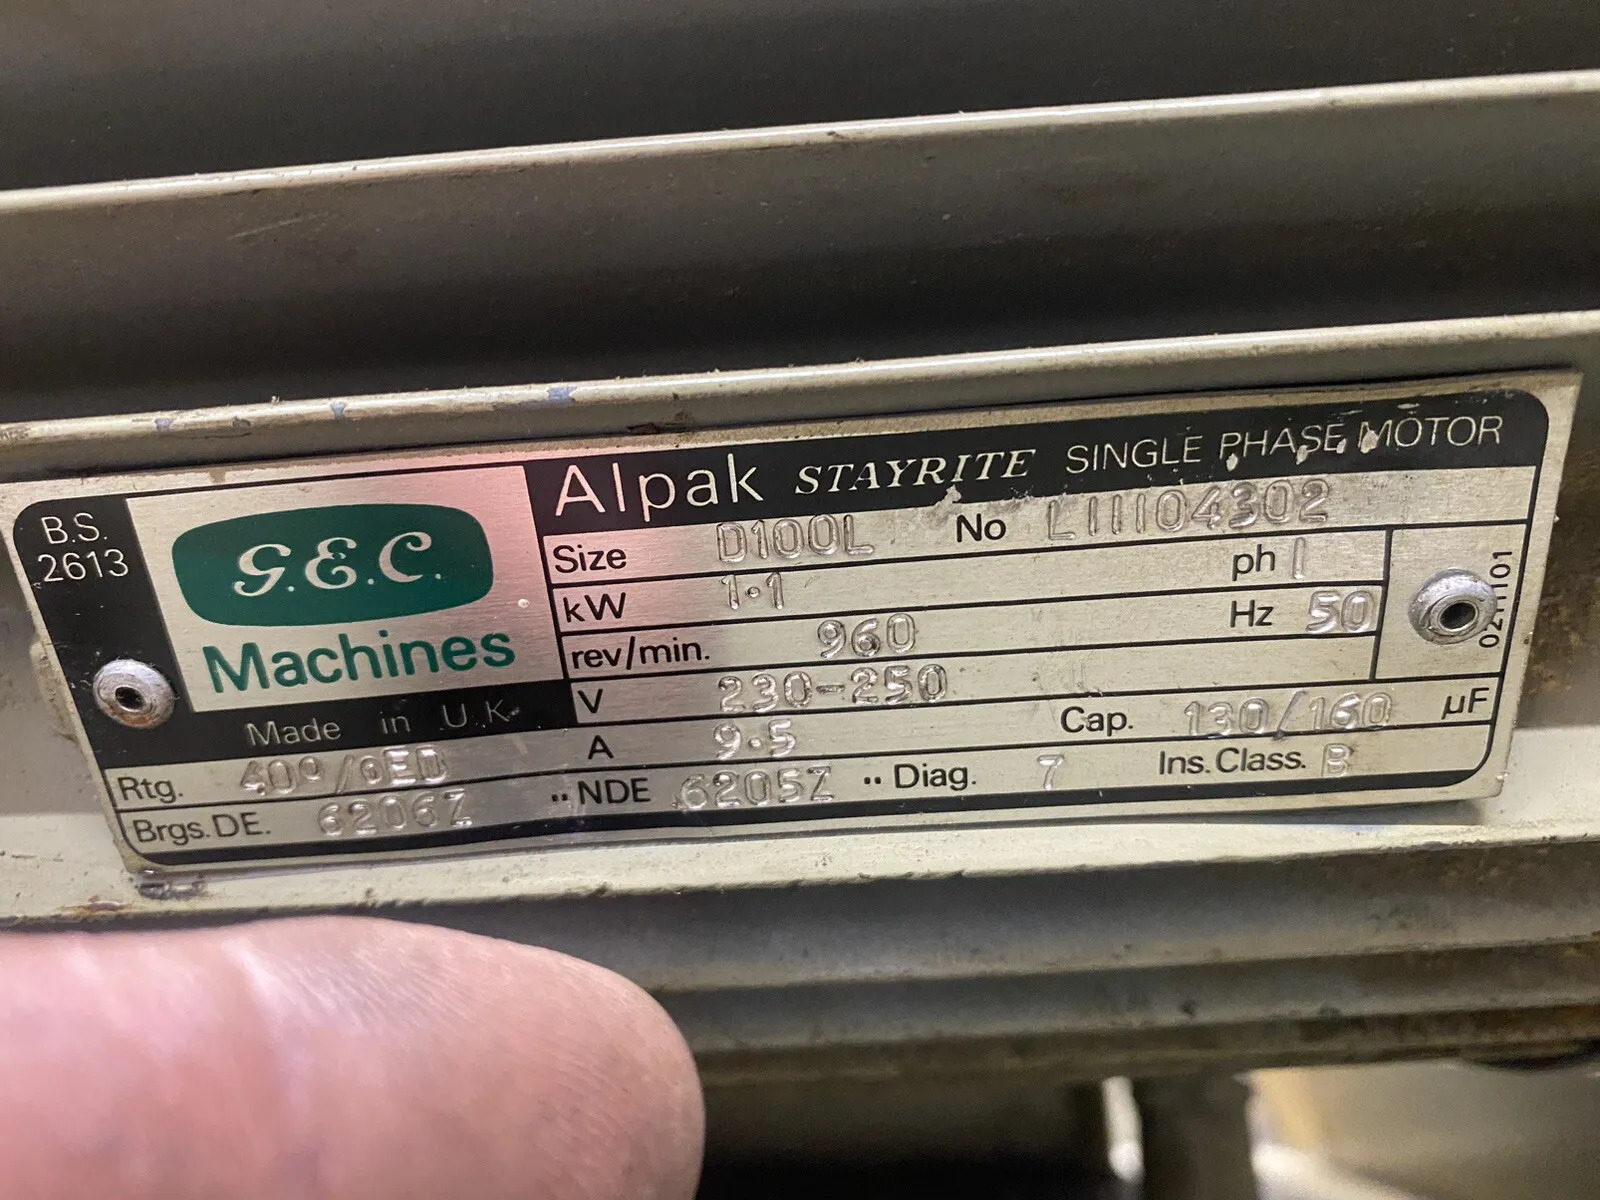 B.S.
2613
G.E.C.
Machines
Made in U.K.
Alpak STAYRITE SINGLE PHASE MOTOR
Size D100L No L11104302
kW 1·1 ph 1
rev/min. 960 Hz 50
V 230-250
A 9.5 Cap. 130/160 µF
Rtg. 40º/6ED
Brgs. DE. 6206Z ·· NDE 6205Z ·· Diag. 7 Ins. Class. B